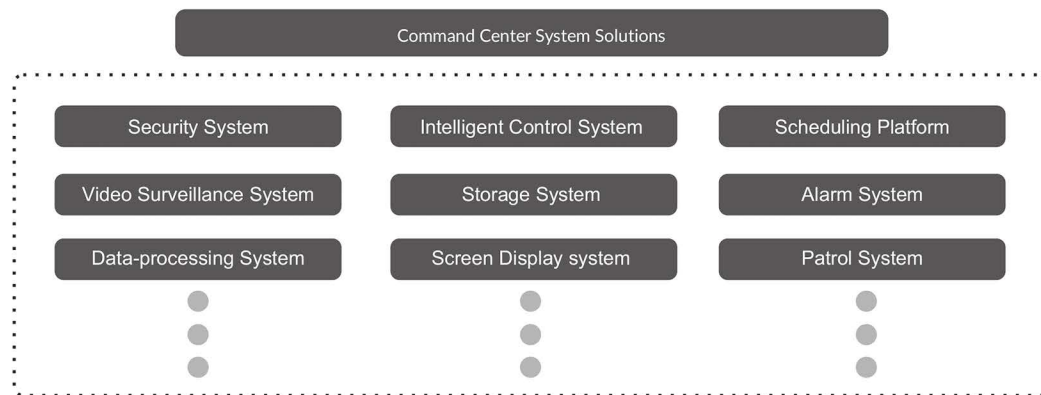 Command Center System Solutions
Security System
Intelligent Control System
Scheduling Platform
Video Surveillance System
Storage System
Alarm System
Data-processing System
Screen Display system
Patrol System